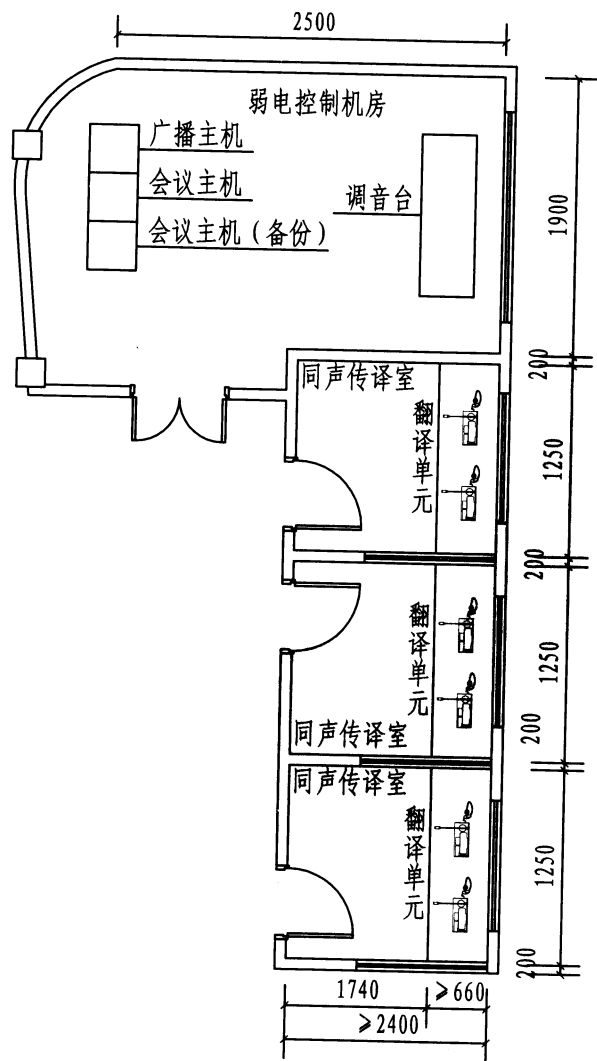 2500
弱电控制机房
广播主机
会议主机
会议主机(备份)
调音台
1900
200
同声传译室
翻译单元
1250
200
翻译单元
1250
同声传译室
200
同声传译室
翻译单元
1250
200
1740
⩾660
⩾2400